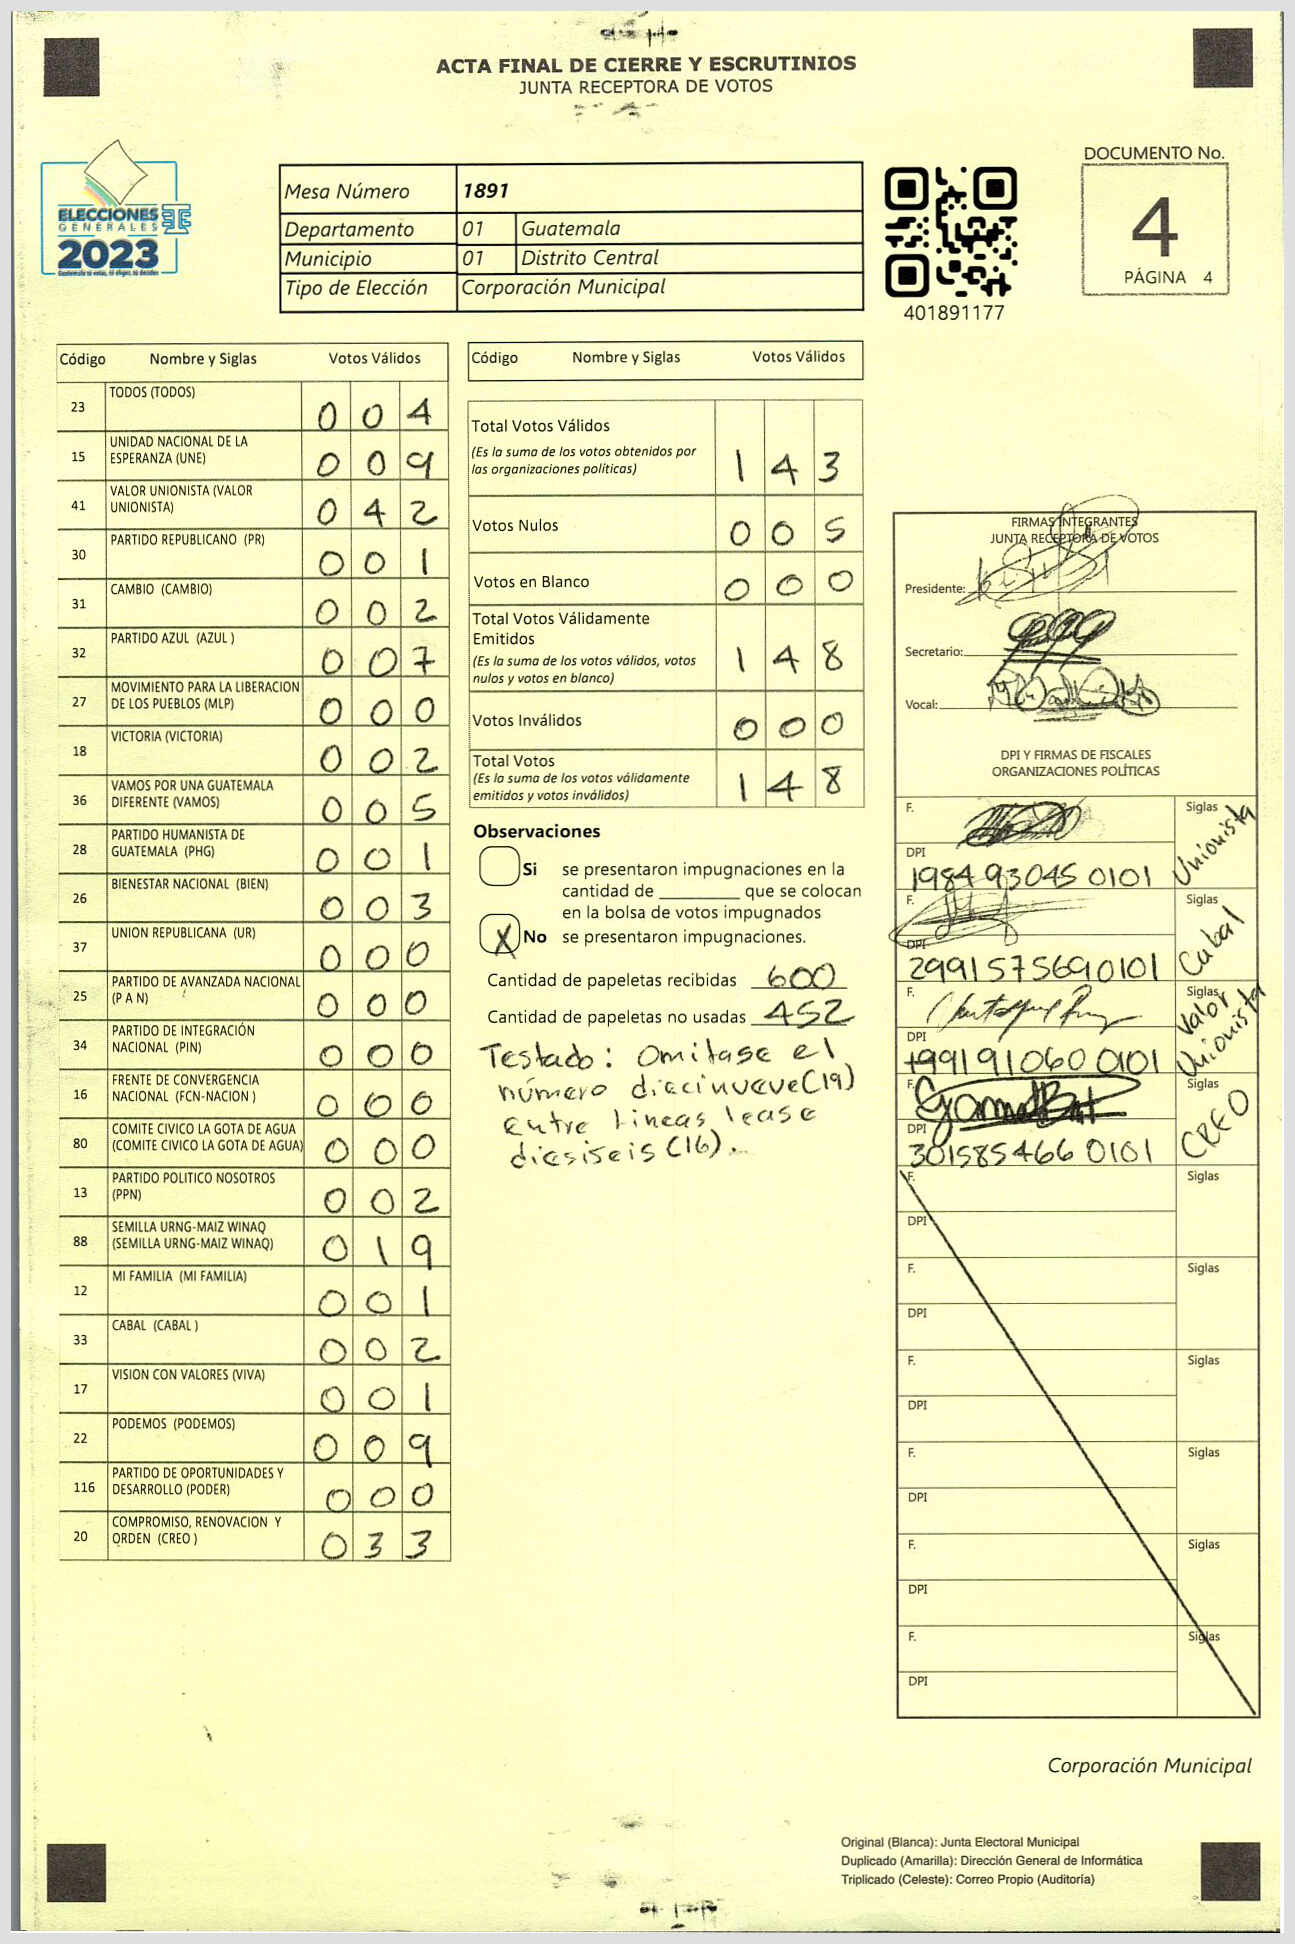 ACTA FINAL DE CIERRE Y ESCRUTINIOS
JUNTA RECEPTORA DE VOTOS
ELECCIONES
GENERALES
2023
Mesa Número 1891
Departamento 01 Guatemala
Municipio 01 Distrito Central
Tipo de Elección Corporación Municipal
401891177
DOCUMENTO No.
4
PÁGINA 4
Código Nombre y Siglas Votos Válidos
23 TODOS (TODOS) 0 0 4
15 UNIDAD NACIONAL DE LA
ESPERANZA (UNE) 0 0 9
41 VALOR UNIONISTA (VALOR
UNIONISTA) 0 4 2
30 PARTIDO REPUBLICANO (PR) 0 0 1
31 CAMBIO (CAMBIO) 0 0 2
32 PARTIDO AZUL (AZUL ) 0 0 7
27 MOVIMIENTO PARA LA LIBERACION
DE LOS PUEBLOS (MLP) 0 0 0
18 VICTORIA (VICTORIA) 0 0 2
36 VAMOS POR UNA GUATEMALA
DIFERENTE (VAMOS) 0 0 5
28 PARTIDO HUMANISTA DE
GUATEMALA (PHG) 0 0 1
26 BIENESTAR NACIONAL (BIEN) 0 0 3
37 UNION REPUBLICANA (UR) 0 0 0
25 PARTIDO DE AVANZADA NACIONAL
(P A N) 0 0 0
34 PARTIDO DE INTEGRACIÓN
NACIONAL (PIN) 0 0 0
16 FRENTE DE CONVERGENCIA
NACIONAL (FCN-NACION ) 0 0 0
80 COMITE CIVICO LA GOTA DE AGUA
(COMITE CIVICO LA GOTA DE AGUA) 0 0 0
13 PARTIDO POLITICO NOSOTROS
(PPN) 0 0 2
88 SEMILLA URNG-MAIZ WINAQ
(SEMILLA URNG-MAIZ WINAQ) 0 1 9
12 MI FAMILIA (MI FAMILIA) 0 0 1
33 CABAL (CABAL ) 0 0 2
17 VISION CON VALORES (VIVA) 0 0 1
22 PODEMOS (PODEMOS) 0 0 9
116 PARTIDO DE OPORTUNIDADES Y
DESARROLLO (PODER) 0 0 0
20 COMPROMISO, RENOVACION Y
ORDEN (CREO ) 0 3 3
Código Nombre y Siglas Votos Válidos
Total Votos Válidos
(Es la suma de los votos obtenidos por
las organizaciones políticas) 1 4 3
Votos Nulos 0 0 5
Votos en Blanco 0 0 0
Total Votos Válidamente
Emitidos
(Es la suma de los votos válidos, votos
nulos y votos en blanco) 1 4 8
Votos Inválidos 0 0 0
Total Votos
(Es la suma de los votos válidamente
emitidos y votos inválidos) 1 4 8
Observaciones
Si se presentaron impugnaciones en la
cantidad de ________ que se colocan
en la bolsa de votos impugnados
X No se presentaron impugnaciones.
Cantidad de papeletas recibidas 600
Cantidad de papeletas no usadas 452
Testado: Omitase el
número diecinueve (19)
entre lineas lease
diesiseis (16).
FIRMAS INTEGRANTES
JUNTA RECEPTORA DE VOTOS
Presidente:
Secretario:
Vocal:
DPI Y FIRMAS DE FISCALES
ORGANIZACIONES POLÍTICAS
F. Siglas
Unionista
DPI
1984 93045 0101
F. Siglas
Cabal
DPI
2991575690101
F. Siglas
Valor
Unionista
DPI
1991 91060 0101
F. Siglas
CREO
DPI
301585466 0101
F. Siglas
DPI
F. Siglas
DPI
F. Siglas
DPI
F. Siglas
DPI
F. Siglas
DPI
F. Siglas
DPI
Corporación Municipal
Original (Blanca): Junta Electoral Municipal
Duplicado (Amarilla): Dirección General de Informática
Triplicado (Celeste): Correo Propio (Auditoría)